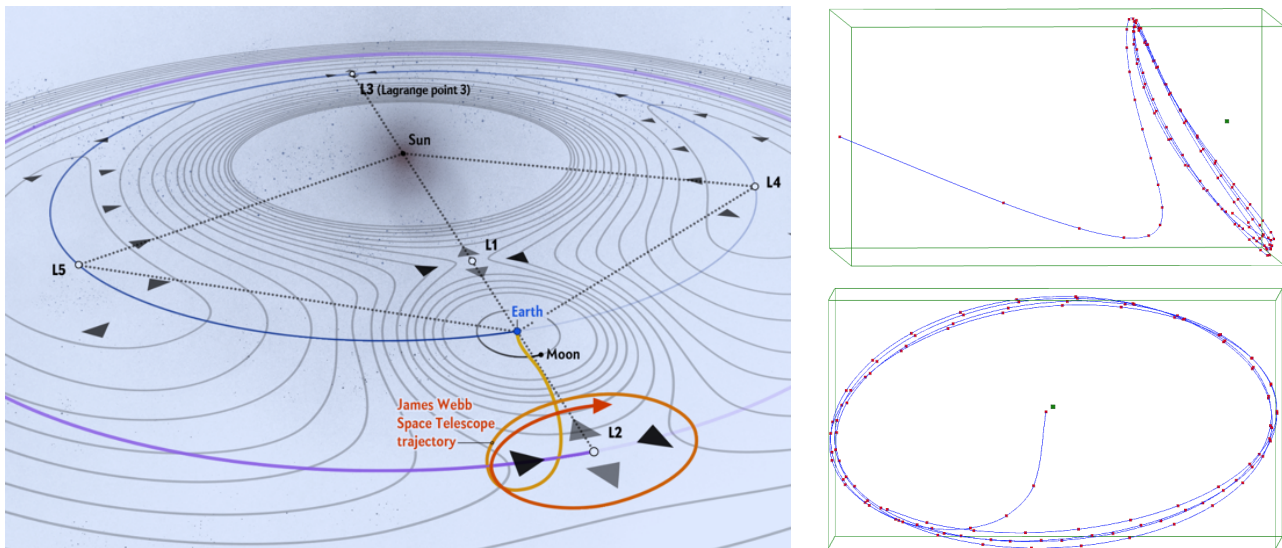 L3 (Lagrange point 3)
Sun
L4
L1
L5
Earth
Moon
James Webb
Space Telescope
trajectory
L2